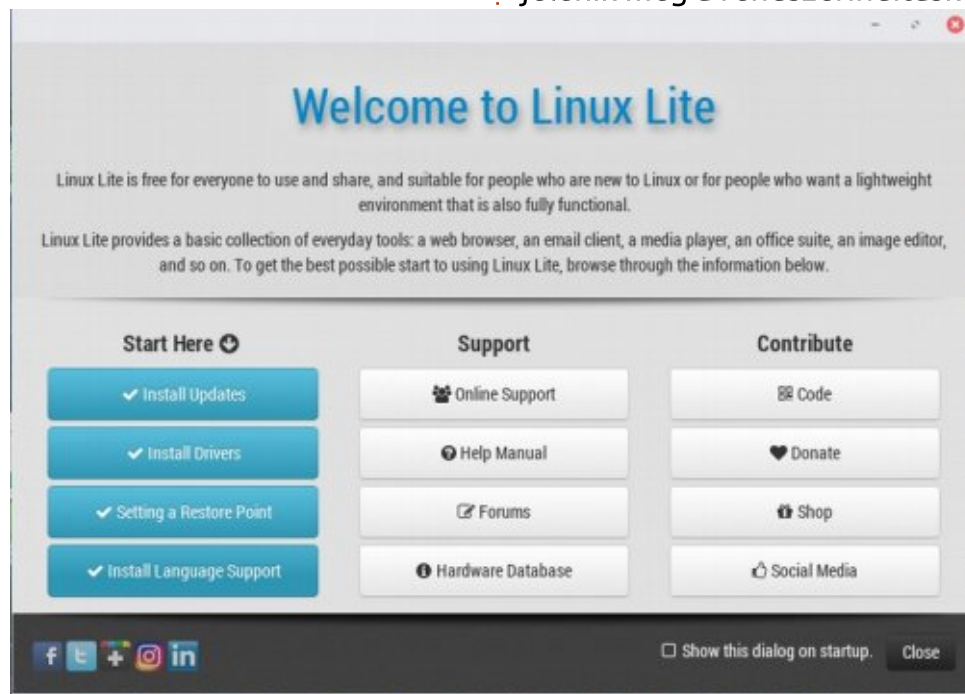 Welcome to Linux Lite
Linux Lite is free for everyone to use and share, and suitable for people who are new to Linux or for people who want a lightweight
environment that is also fully functional.
Linux Lite provides a basic collection of everyday tools: a web browser, an email client, a media player, an office suite, an image editor,
and so on. To get the best possible start to using Linux Lite, browse through the information below.
Start Here
Install Updates
Install Drivers
Setting a Restore Point
Install Language Support
Support
Online Support
Help Manual
Forums
Hardware Database
Contribute
Code
Donate
Shop
Social Media
Show this dialog on startup.
Close